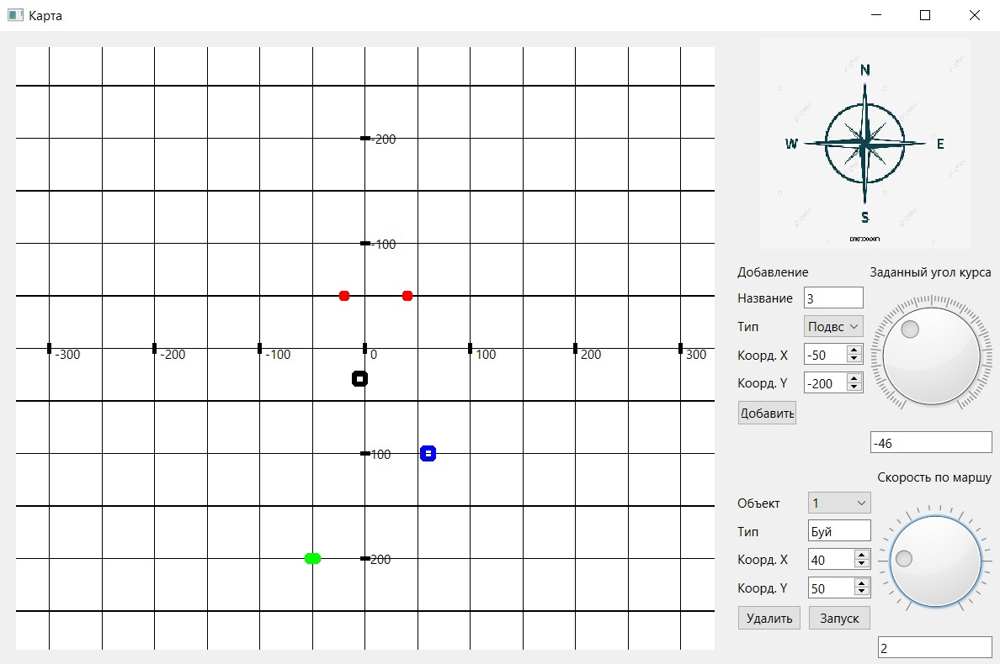 Карта
-200
-100
-300
-200
-100
0
100
200
300
100
200
N
W
E
S
Добавление
Заданный угол курса
Название
3
Тип
Подвс
Коорд. X
-50
Коорд. Y
-200
Добавить
-46
Скорость по маршу
Объект
1
Тип
Буй
Коорд. X
40
Коорд. Y
50
Удалить
Запуск
2